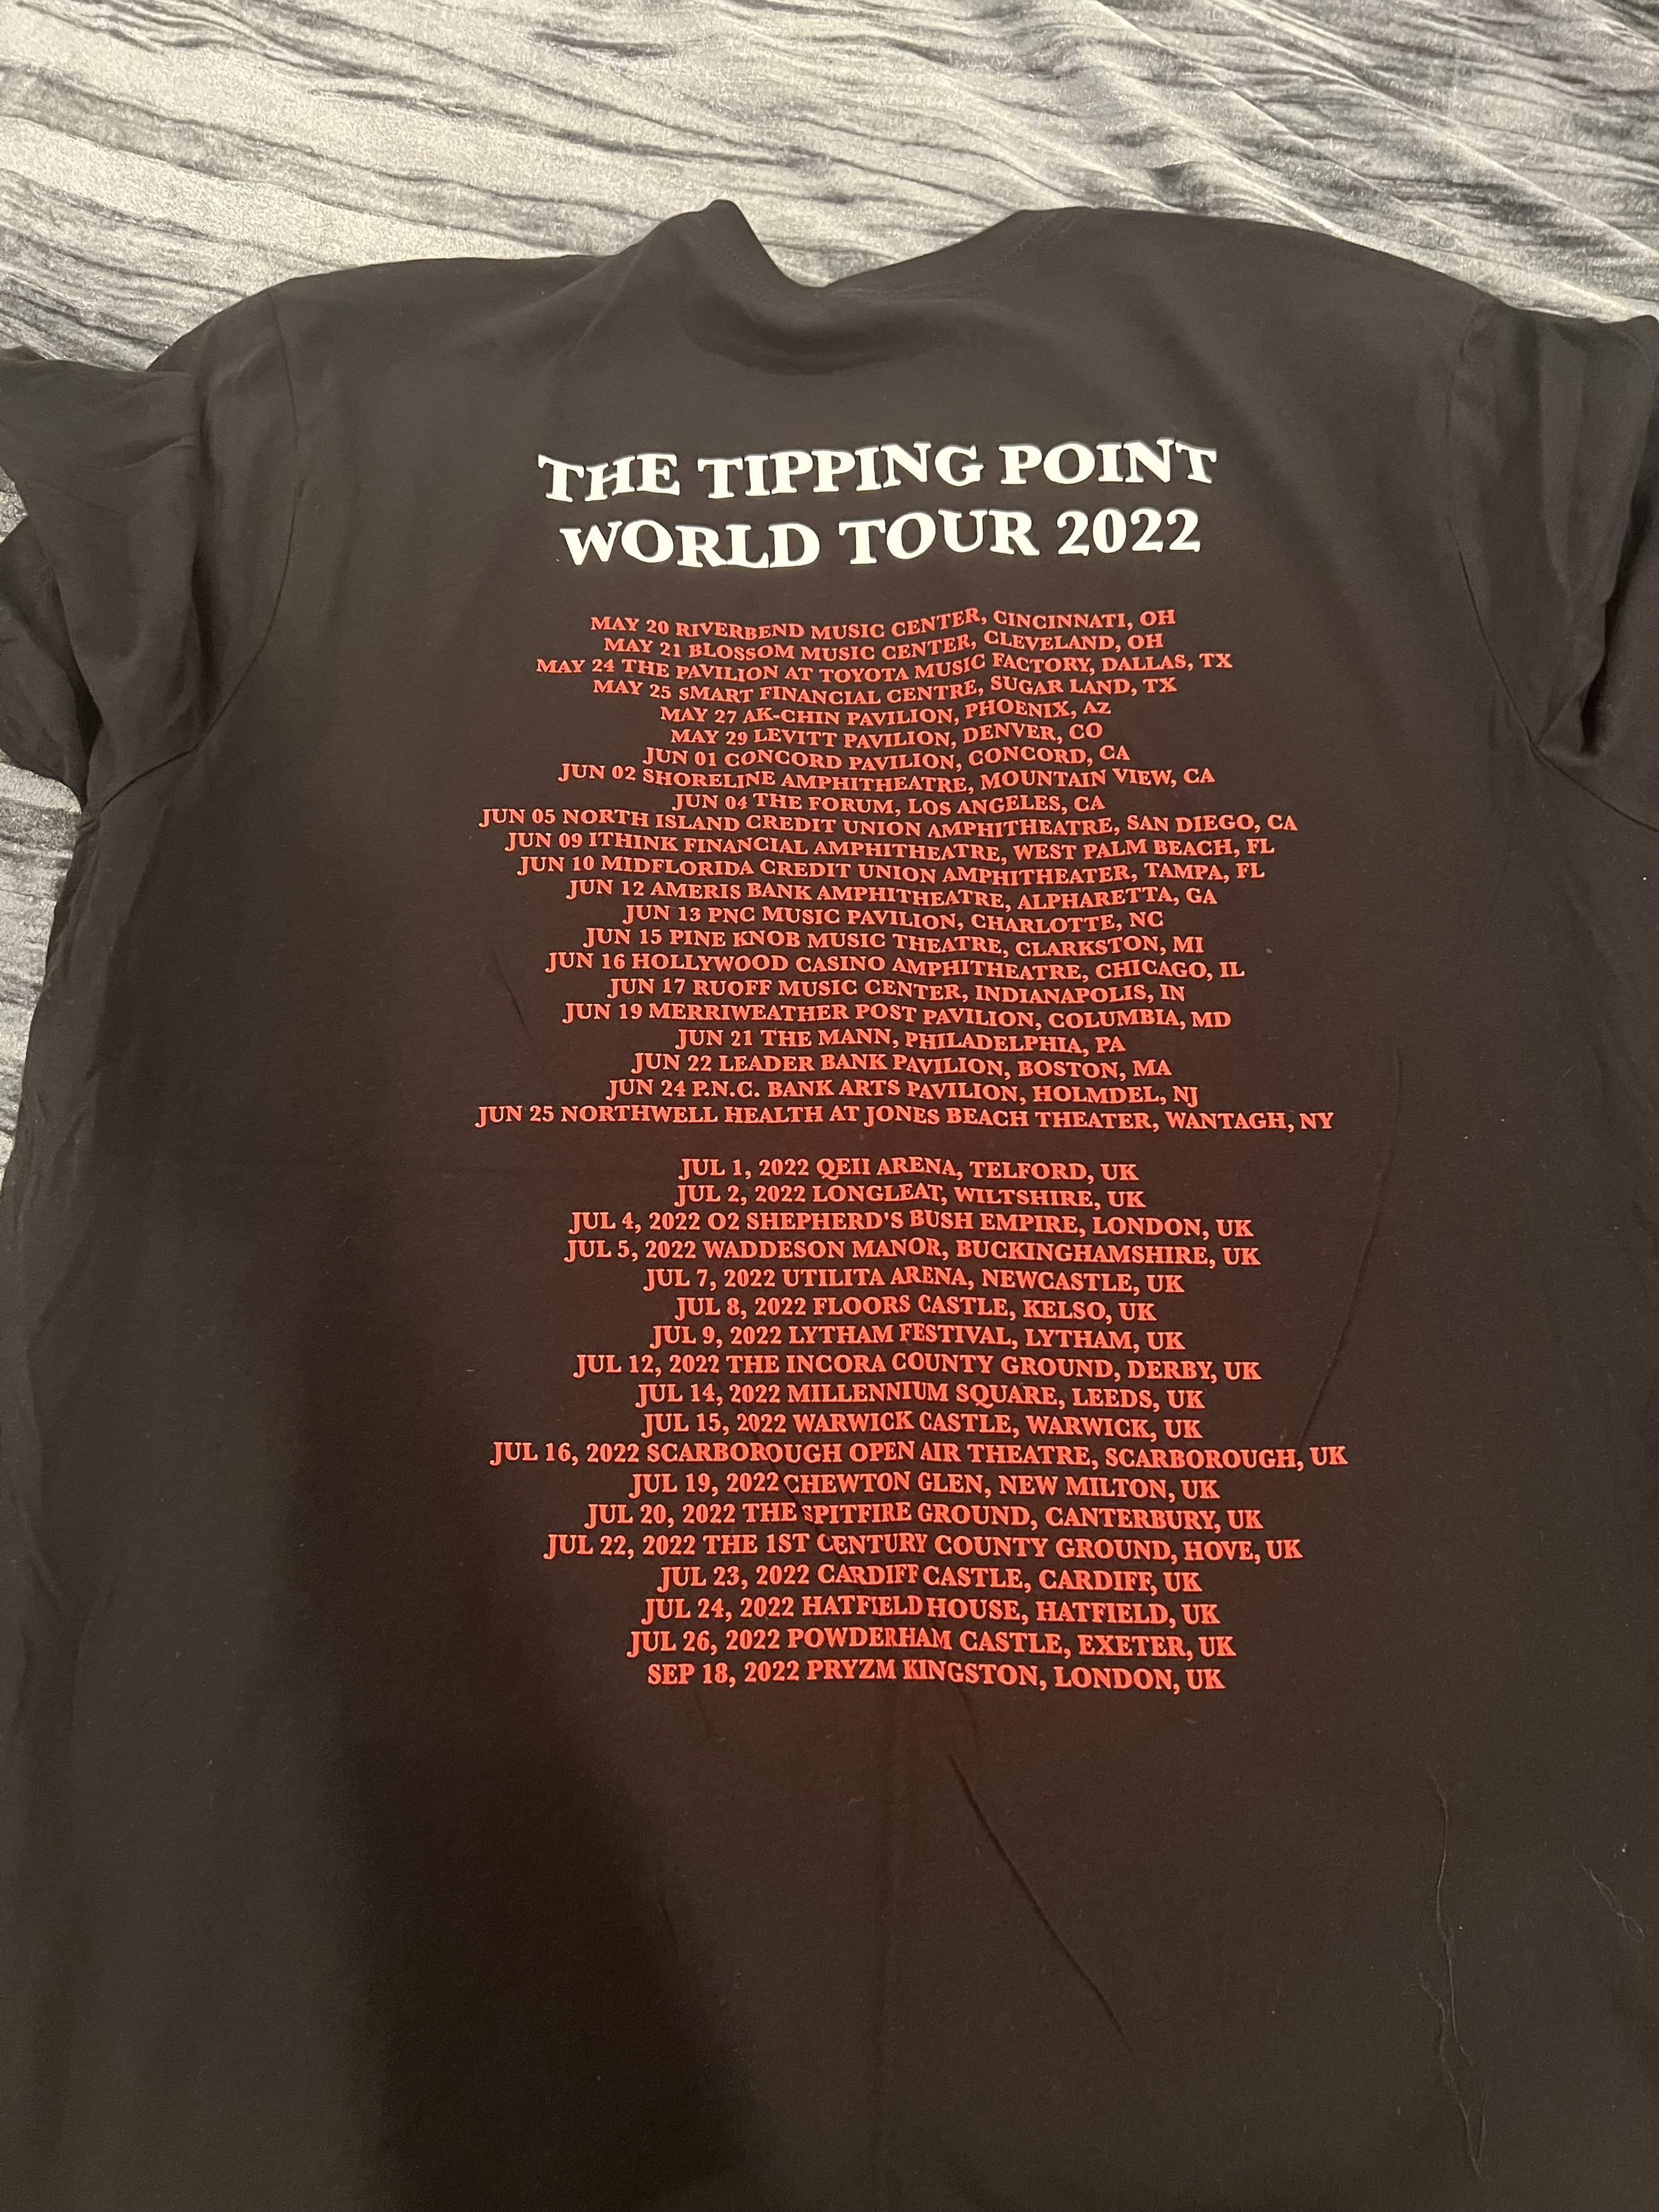 THE TIPPING POINT
WORLD TOUR 2022
MAY 20 RIVERBEND MUSIC CENTER, CINCINNATI, OH
MAY 21 BLOSSOM MUSIC CENTER, CLEVELAND, OH
MAY 24 THE PAVILION AT TOYOTA MUSIC FACTORY, DALLAS, TX
MAY 25 SMART FINANCIAL CENTRE, SUGAR LAND, TX
MAY 27 AK-CHIN PAVILION, PHOENIX, AZ
MAY 29 LEVITT PAVILION, DENVER, CO
JUN 01 CONCORD PAVILION, CONCORD, CA
JUN 02 SHORELINE AMPHITHEATRE, MOUNTAIN VIEW, CA
JUN 04 THE FORUM, LOS ANGELES, CA
JUN 05 NORTH ISLAND CREDIT UNION AMPHITHEATRE, SAN DIEGO, CA
JUN 09 ITHINK FINANCIAL AMPHITHEATRE, WEST PALM BEACH, FL
JUN 10 MIDFLORIDA CREDIT UNION AMPHITHEATER, TAMPA, FL
JUN 12 AMERIS BANK AMPHITHEATRE, ALPHARETTA, GA
JUN 13 PNC MUSIC PAVILION, CHARLOTTE, NC
JUN 15 PINE KNOB MUSIC THEATRE, CLARKSTON, MI
JUN 16 HOLLYWOOD CASINO AMPHITHEATRE, CHICAGO, IL
JUN 17 RUOFF MUSIC CENTER, INDIANAPOLIS, IN
JUN 19 MERRIWEATHER POST PAVILION, COLUMBIA, MD
JUN 21 THE MANN, PHILADELPHIA, PA
JUN 22 LEADER BANK PAVILION, BOSTON, MA
JUN 24 P.N.C. BANK ARTS PAVILION, HOLMDEL, NJ
JUN 25 NORTHWELL HEALTH AT JONES BEACH THEATER, WANTAGH, NY
JUL 1, 2022 QEII ARENA, TELFORD, UK
JUL 2, 2022 LONGLEAT, WILTSHIRE, UK
JUL 4, 2022 O2 SHEPHERD'S BUSH EMPIRE, LONDON, UK
JUL 5, 2022 WADDESON MANOR, BUCKINGHAMSHIRE, UK
JUL 7, 2022 UTILITA ARENA, NEWCASTLE, UK
JUL 8, 2022 FLOORS CASTLE, KELSO, UK
JUL 9, 2022 LYTHAM FESTIVAL, LYTHAM, UK
JUL 12, 2022 THE INCORA COUNTY GROUND, DERBY, UK
JUL 14, 2022 MILLENNIUM SQUARE, LEEDS, UK
JUL 15, 2022 WARWICK CASTLE, WARWICK, UK
JUL 16, 2022 SCARBOROUGH OPEN AIR THEATRE, SCARBOROUGH, UK
JUL 19, 2022 CHEWTON GLEN, NEW MILTON, UK
JUL 20, 2022 THE SPITFIRE GROUND, CANTERBURY, UK
JUL 22, 2022 THE 1ST CENTURY COUNTY GROUND, HOVE, UK
JUL 23, 2022 CARDIFF CASTLE, CARDIFF, UK
JUL 24, 2022 HATFIELD HOUSE, HATFIELD, UK
JUL 26, 2022 POWDERHAM CASTLE, EXETER, UK
SEP 18, 2022 PRYZM KINGSTON, LONDON, UK